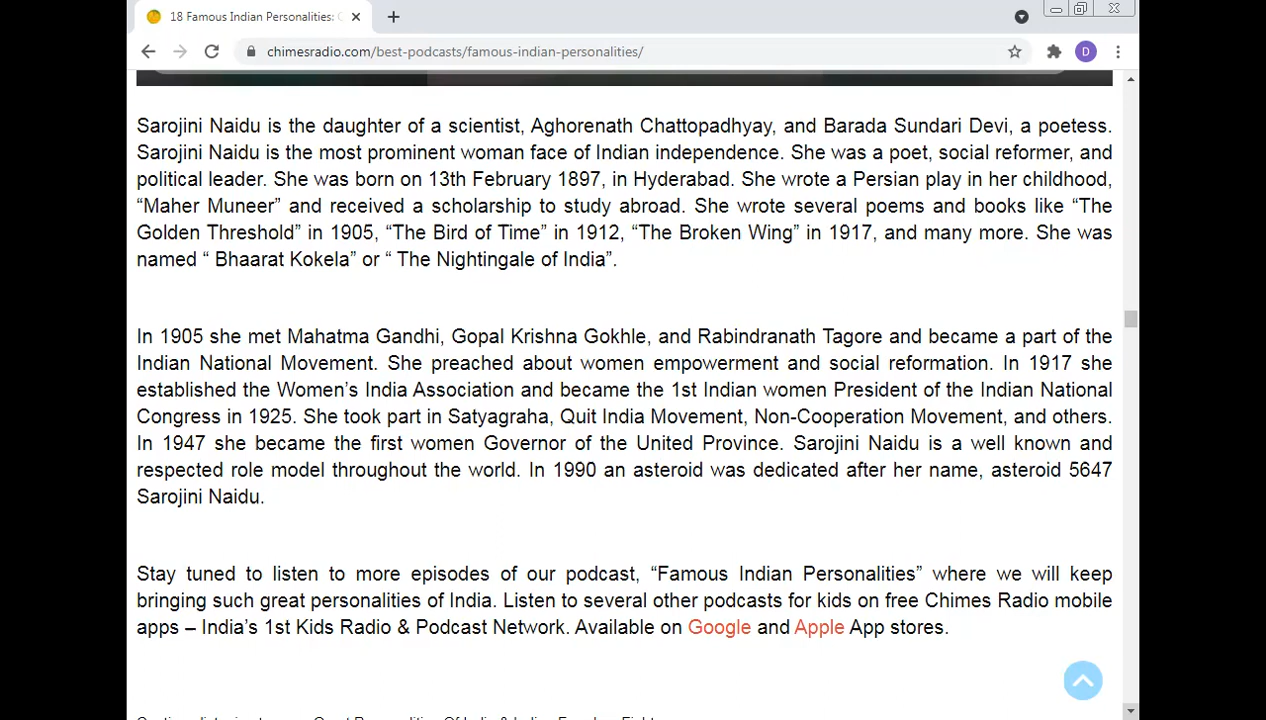 18 Famous Indian Personalities:
chimesradio.com/best-podcasts/famous-indian-personalities/
D
Sarojini Naidu is the daughter of a scientist, Aghorenath Chattopadhyay, and Barada Sundari Devi, a poetess.
Sarojini Naidu is the most prominent woman face of Indian independence. She was a poet, social reformer, and
political leader. She was born on 13th February 1897, in Hyderabad. She wrote a Persian play in her childhood,
“Maher Muneer” and received a scholarship to study abroad. She wrote several poems and books like “The
Golden Threshold” in 1905, “The Bird of Time” in 1912, “The Broken Wing” in 1917, and many more. She was
named “ Bhaarat Kokela” or “ The Nightingale of India”.
In 1905 she met Mahatma Gandhi, Gopal Krishna Gokhle, and Rabindranath Tagore and became a part of the
Indian National Movement. She preached about women empowerment and social reformation. In 1917 she
established the Women’s India Association and became the 1st Indian women President of the Indian National
Congress in 1925. She took part in Satyagraha, Quit India Movement, Non-Cooperation Movement, and others.
In 1947 she became the first women Governor of the United Province. Sarojini Naidu is a well known and
respected role model throughout the world. In 1990 an asteroid was dedicated after her name, asteroid 5647
Sarojini Naidu.
Stay tuned to listen to more episodes of our podcast, “Famous Indian Personalities” where we will keep
bringing such great personalities of India. Listen to several other podcasts for kids on free Chimes Radio mobile
apps – India’s 1st Kids Radio & Podcast Network. Available on Google and Apple App stores.